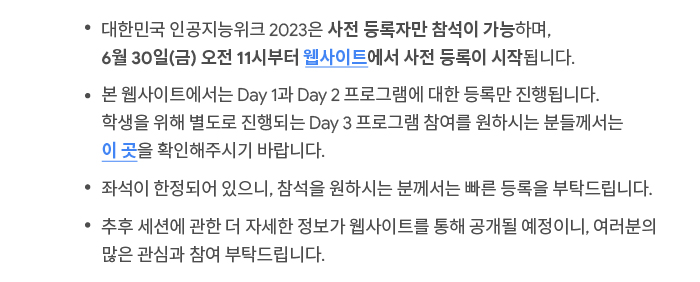 • 대한민국 인공지능위크 2023은 사전 등록자만 참석이 가능하며,
6월 30일(금) 오전 11시부터 웹사이트에서 사전 등록이 시작됩니다.
• 본 웹사이트에서는 Day 1과 Day 2 프로그램에 대한 등록만 진행됩니다.
학생을 위해 별도로 진행되는 Day 3 프로그램 참여를 원하시는 분들께서는
이 곳을 확인해주시기 바랍니다.
• 좌석이 한정되어 있으니, 참석을 원하시는 분께서는 빠른 등록을 부탁드립니다.
• 추후 세션에 관한 더 자세한 정보가 웹사이트를 통해 공개될 예정이니, 여러분의
많은 관심과 참여 부탁드립니다.